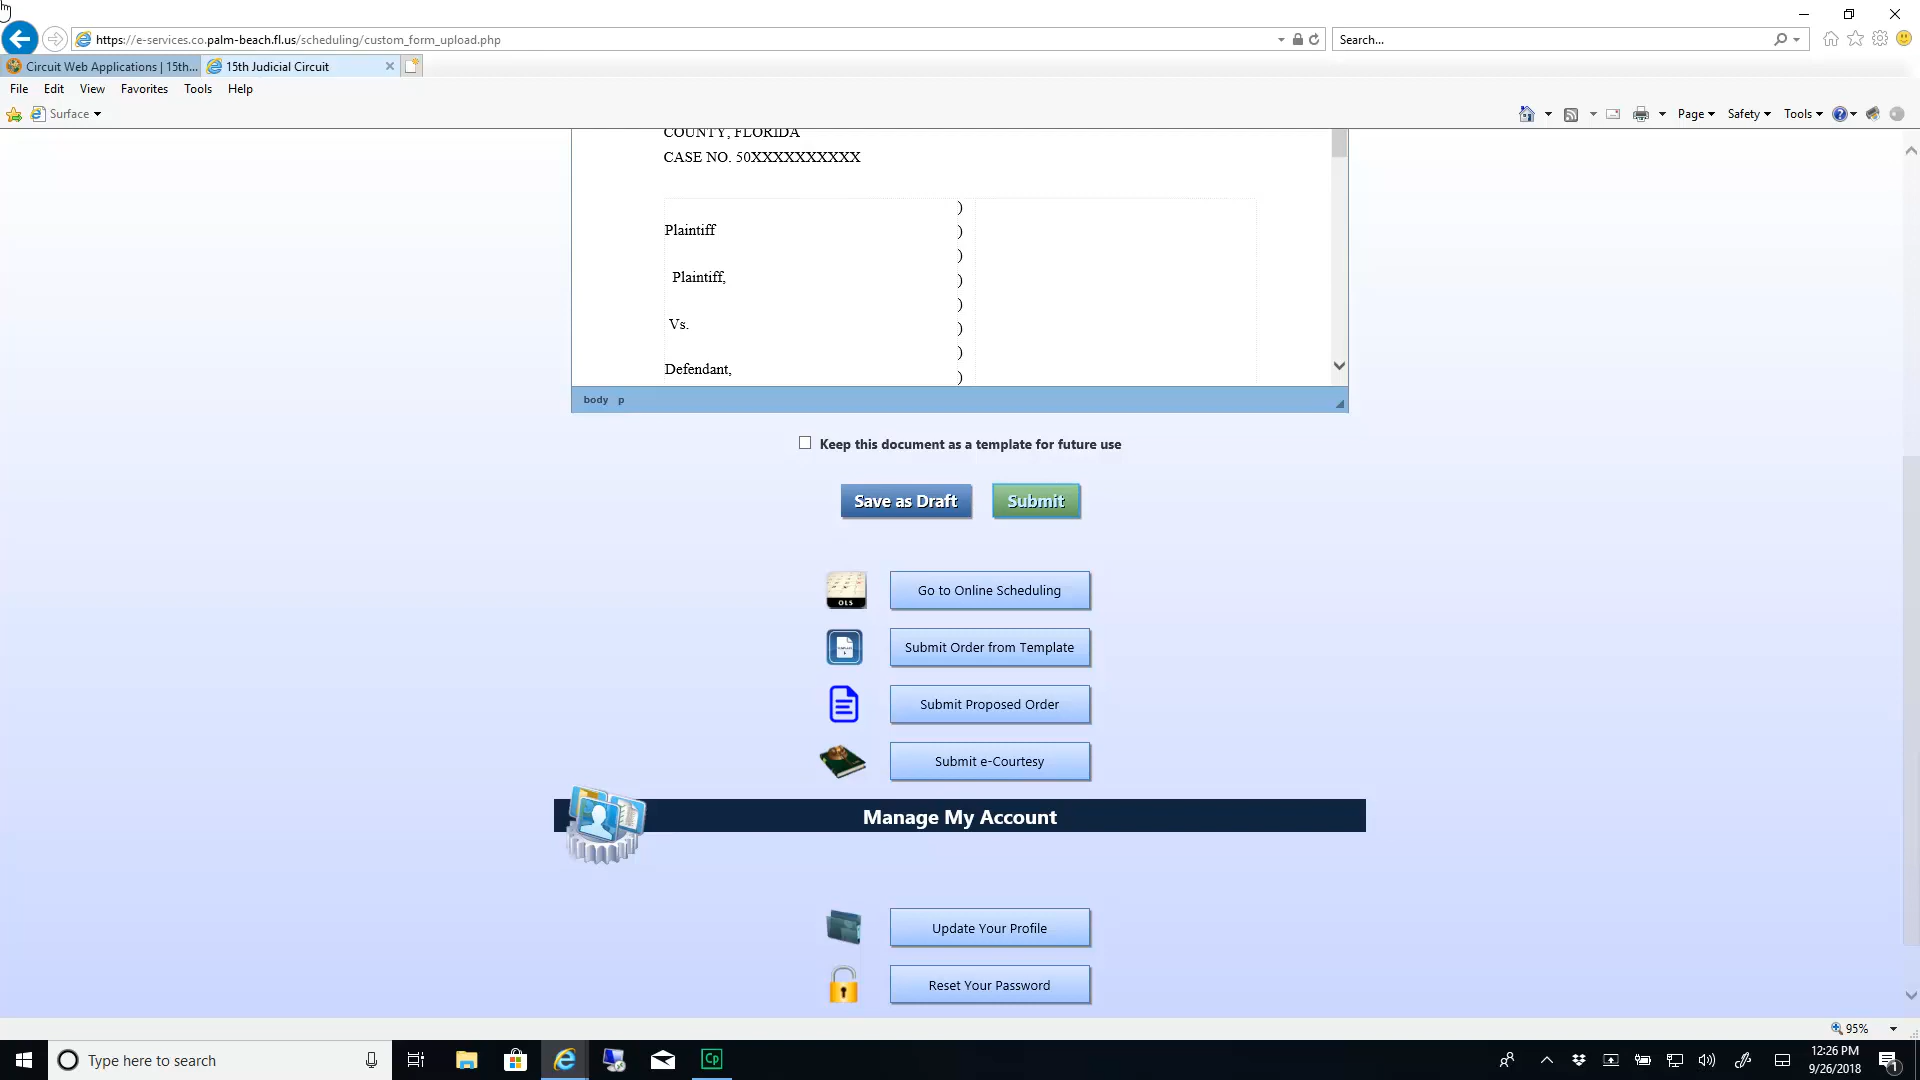 https://e-services.co.palm-beach.fl.us/scheduling/custom_form_upload.php
Search...
Circuit Web Applications | 15th...
15th Judicial Circuit
File Edit View Favorites Tools Help
Surface
Page Safety Tools
COUNTY, FLORIDA
CASE NO. 50XXXXXXXXXX
)
Plaintiff )
)
Plaintiff, )
)
Vs. )
)
Defendant, )
body p
Keep this document as a template for future use
Save as Draft Submit
OLS
Go to Online Scheduling
Submit Order from Template
Submit Proposed Order
Submit e-Courtesy
Manage My Account
Update Your Profile
Reset Your Password
95%
Type here to search
Cp
12:26 PM
9/26/2018
1